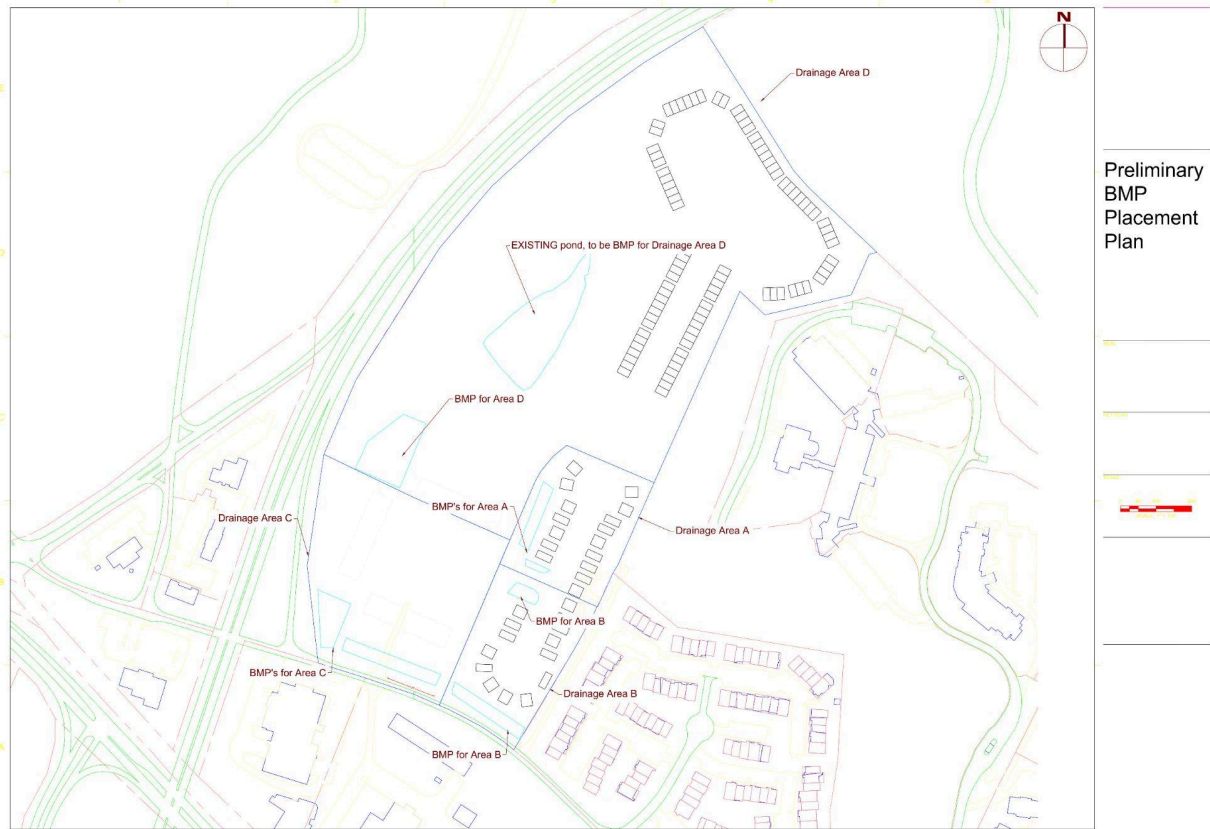 N
Drainage Area D
Preliminary
BMP
Placement
Plan
EXISTING pond, to be BMP for Drainage Area D
BMP for Area D
BMP's for Area A
Drainage Area C
Drainage Area A
BMP for Area B
BMP's for Area C
Drainage Area B
BMP for Area B